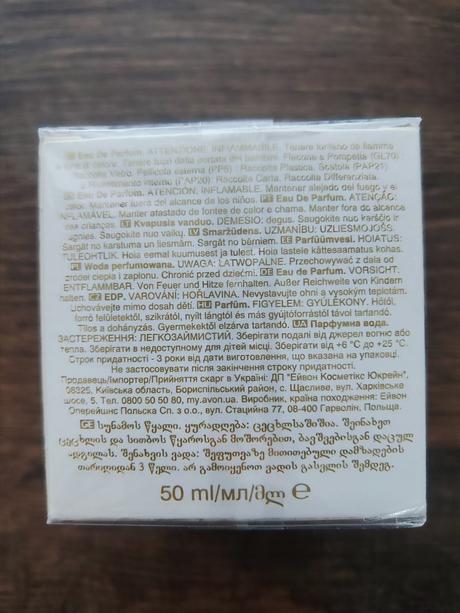 IT Eau De Parfum. ATTENZIONE. INFIAMMABILE. Tenere lontano da fiamme
e fonti di calore. Tenere fuori dalla portata dei bambini. Flacone e Pompetta (GL70)
Raccolta Vetro. Pellicola esterna (PP5) Raccolta Plastica. Scatola (PAP21)
e Rivestimento interno (PAP20) Raccolta Carta. Raccolta Differenziata.
Eau De Parfum. ATENCIÓN, INFLAMABLE. Mantener alejado del fuego y el
calor. Mantener fuera del alcance de los niños. PT Eau De Parfum. ATENÇÃO:
INFLAMÁVEL. Mantar afastado de fontes de calor e chama. Manter fora do alcance
das crianças. LT Kvapusis vanduo. DEMESIO: degus. Saugokite nuo karščio ir
ugnies. Saugokite nuo vaikų. LV Smaržūdens. UZMANĪBU: UZLIESMOJOŠS.
Sargāt no karstuma un liesmām. Sargāt no bērniem. EE Parfüümvesi. HOIATUS:
TULEOHTLIK. Hoia eemal kuumusest ja tulest. Hoia lastele kättesaamatus kohas.
PL Woda perfumowana. UWAGA: ŁATWOPALNE. Przechowywać z dala od
źródeł ciepła i zapłonu. Chronić przed dziećmi. DE Eau de Parfum. VORSICHT:
ENTFLAMMBAR. Von Feuer und Hitze fernhalten. Außer Reichweite von Kindern
halten. CZ EDP. VAROVÁNÍ: HOŘLAVINA. Nevystavujte ohni a vysokým teplotám.
Uchovávejte mimo dosah dětí. HU Parfüm. FIGYELEM: GYÚLÉKONY. Hőtől,
forró felületektől, szikrától, nyílt lángtól és más gyújtóforrástól távol tartandó.
Tilos a dohányzás. Gyermekektől elzárva tartandó. UA Парфумна вода.
ЗАСТЕРЕЖЕННЯ: ЛЕГКОЗАЙМИСТИЙ. Зберігати подалі від джерел вогню або
тепла. Зберігати в недоступному для дітей місці. Зберігати від +6 °C до +25 °C.
Срок придатності - 3 роки від дати виготовлення, що вказана на упаковці.
Не застосовувати після закінчення строку придатності.
Продавець/Імпортер/Прийняття скарг в Україні: ДП "Ейвон Косметікс Юкрейн",
08325, Київська область, Бориспільський район, с. Щасливе, вул. Харківське
шосе, 5. Тел. 0800 50 50 80, my.avon.ua. Виробник, країна походження: Ейвон
Оперейшнс Польска Сп. з о.о., вул. Стаційна 77, 08-400 Гарволін, Польща.
GE სუნამოს წყალი. ყურადღება: ცეცხლსაშიშია. შეინახეთ
ცეცხლის და სითბოს წყაროსგან მოშორებით, ბავშვებისგან დაცულ
ადგილას. შენახვის ვადა: შეფუთვაზე მითითებული დამზადების
თარიღიდან 3 წელი. არ გამოიყენოთ ვადის გასვლის შემდეგ.
50 ml/мл/მლ ℮